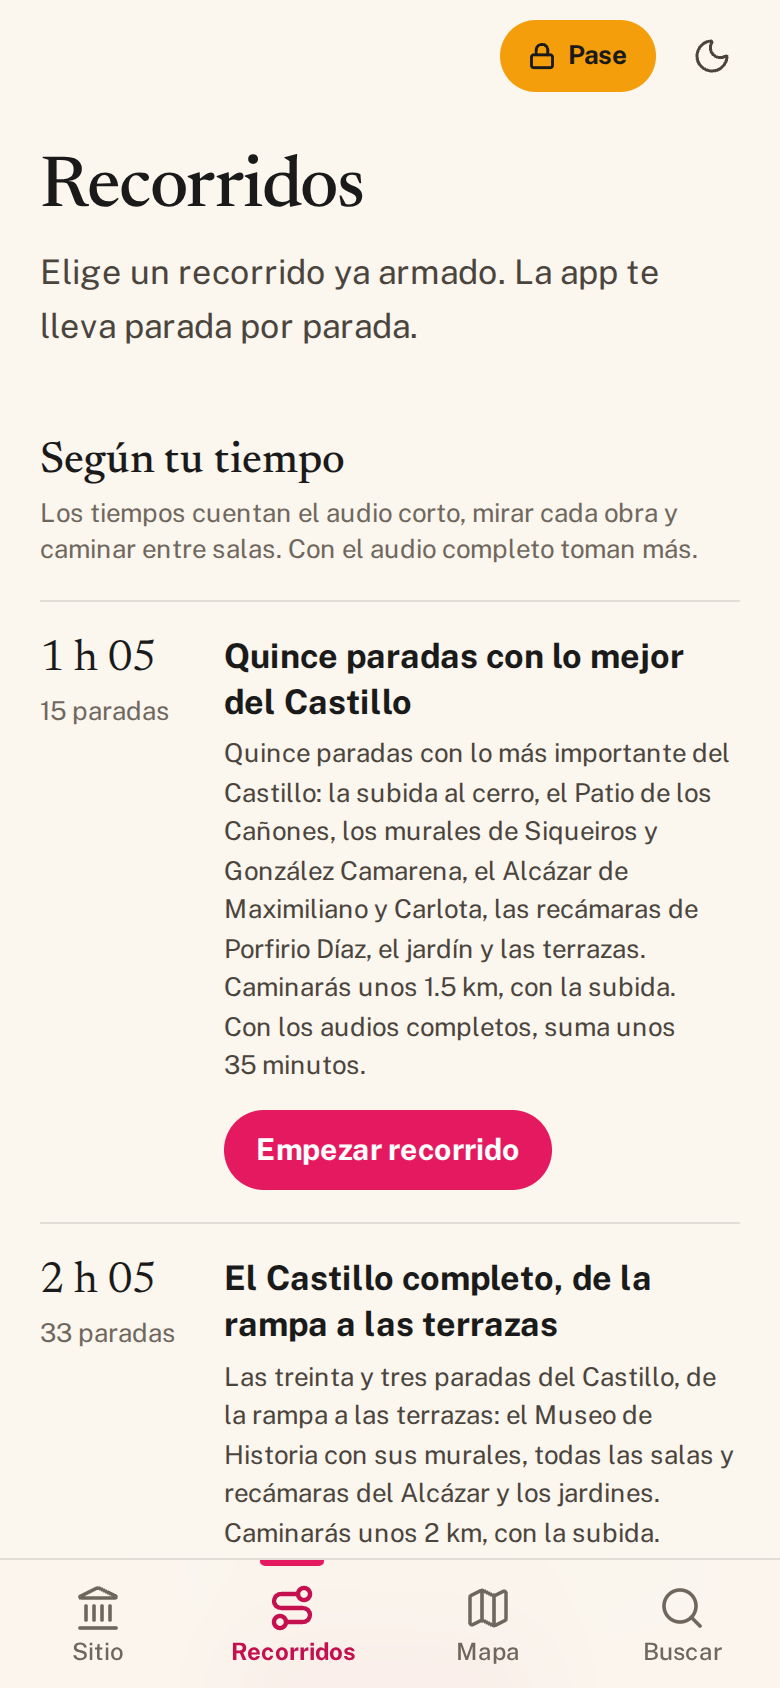 Pase
Recorridos
Elige un recorrido ya armado. La app te
lleva parada por parada.
Según tu tiempo
Los tiempos cuentan el audio corto, mirar cada obra y
caminar entre salas. Con el audio completo toman más.
1 h 05
15 paradas
Quince paradas con lo mejor
del Castillo
Quince paradas con lo más importante del
Castillo: la subida al cerro, el Patio de los
Cañones, los murales de Siqueiros y
González Camarena, el Alcázar de
Maximiliano y Carlota, las recámaras de
Porfirio Díaz, el jardín y las terrazas.
Caminarás unos 1.5 km, con la subida.
Con los audios completos, suma unos
35 minutos.
Empezar recorrido
2 h 05
33 paradas
El Castillo completo, de la
rampa a las terrazas
Las treinta y tres paradas del Castillo, de
la rampa a las terrazas: el Museo de
Historia con sus murales, todas las salas y
recámaras del Alcázar y los jardines.
Caminarás unos 2 km, con la subida.
Sitio
Recorridos
Mapa
Buscar